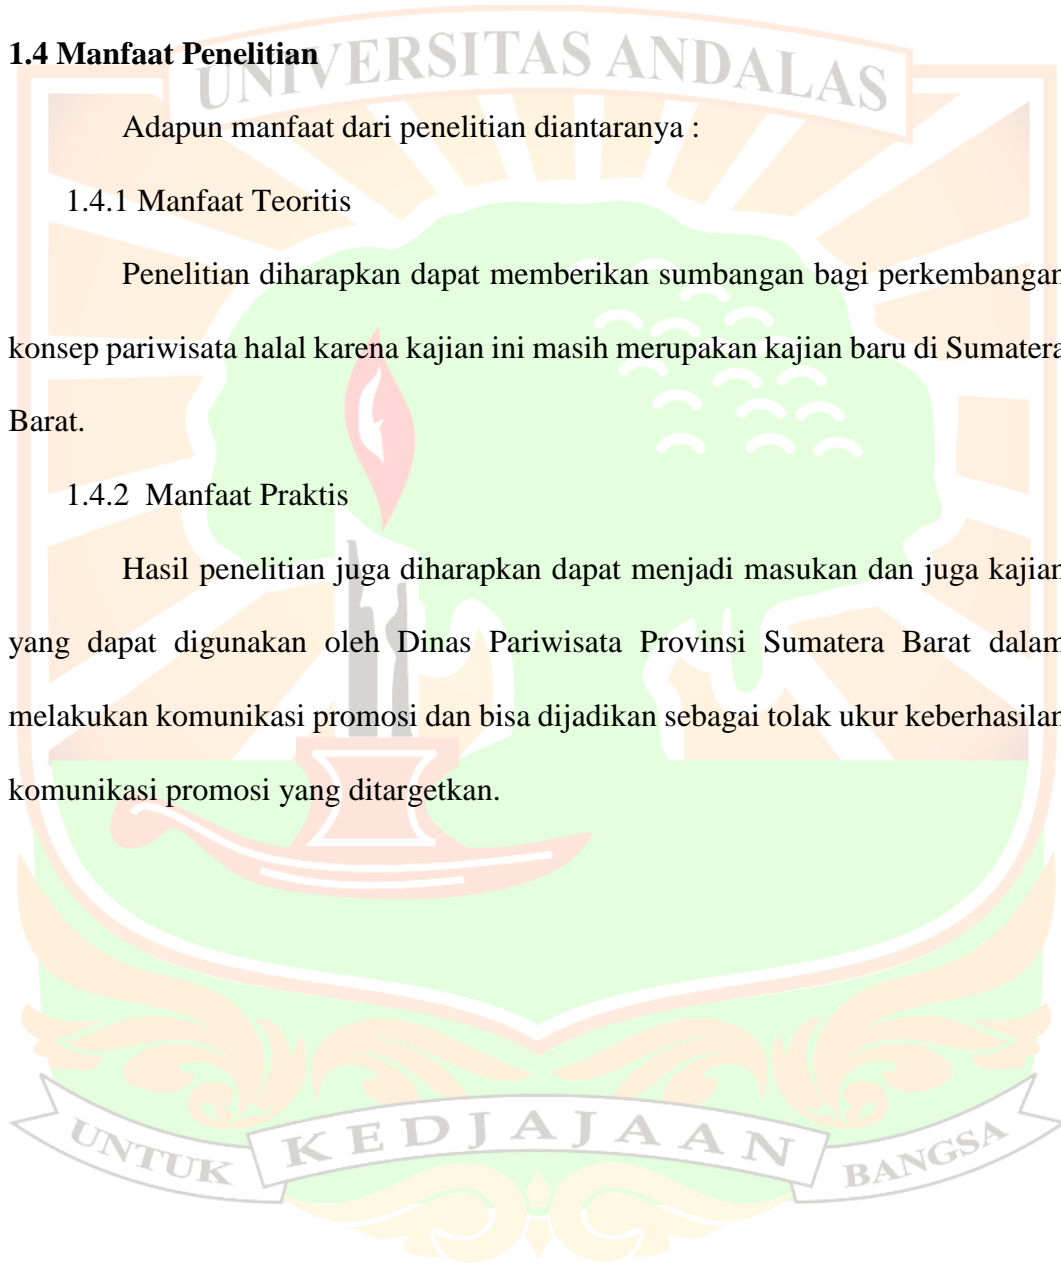 UNIVERSITAS ANDALAS
1.4 Manfaat Penelitian
Adapun manfaat dari penelitian diantaranya :
1.4.1 Manfaat Teoritis
Penelitian diharapkan dapat memberikan sumbangan bagi perkembangan
konsep pariwisata halal karena kajian ini masih merupakan kajian baru di Sumatera
Barat.
1.4.2 Manfaat Praktis
Hasil penelitian juga diharapkan dapat menjadi masukan dan juga kajian
yang dapat digunakan oleh Dinas Pariwisata Provinsi Sumatera Barat dalam
melakukan komunikasi promosi dan bisa dijadikan sebagai tolak ukur keberhasilan
komunikasi promosi yang ditargetkan.
UNTUK KEDJAJAAN BANGSA